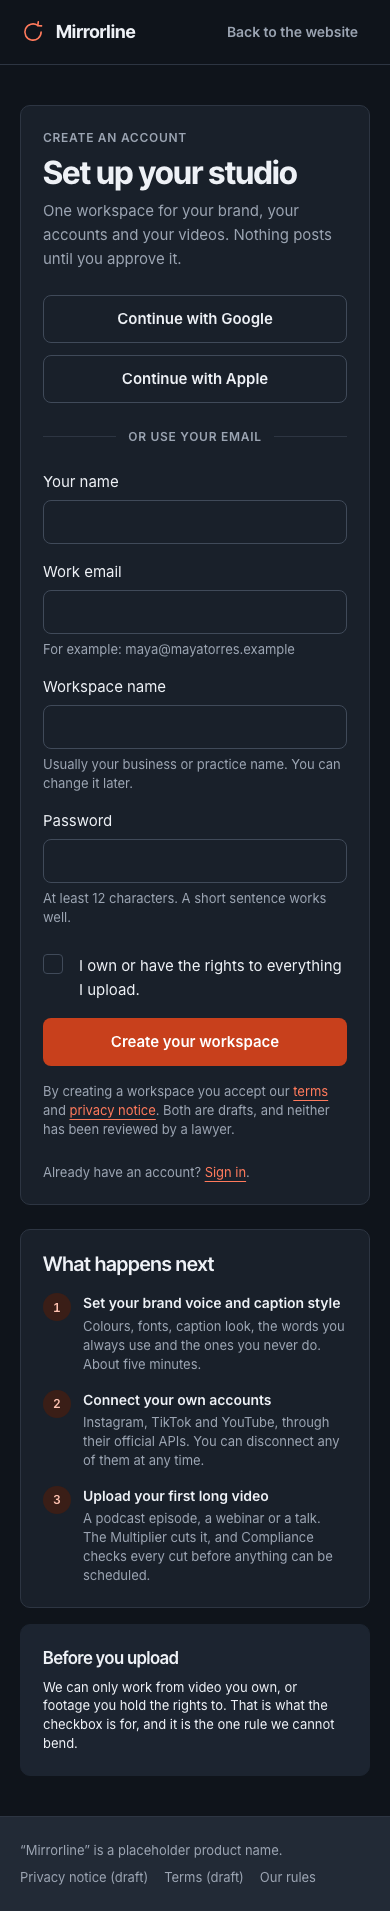 Mirrorline
Back to the website
CREATE AN ACCOUNT
Set up your studio
One workspace for your brand, your
accounts and your videos. Nothing posts
until you approve it.
Continue with Google
Continue with Apple
OR USE YOUR EMAIL
Your name
Work email
For example: maya@mayatorres.example
Workspace name
Usually your business or practice name. You can
change it later.
Password
At least 12 characters. A short sentence works
well.
I own or have the rights to everything
I upload.
Create your workspace
By creating a workspace you accept our terms
and privacy notice. Both are drafts, and neither
has been reviewed by a lawyer.
Already have an account? Sign in.
What happens next
1
Set your brand voice and caption style
Colours, fonts, caption look, the words you
always use and the ones you never do.
About five minutes.
2
Connect your own accounts
Instagram, TikTok and YouTube, through
their official APIs. You can disconnect any
of them at any time.
3
Upload your first long video
A podcast episode, a webinar or a talk.
The Multiplier cuts it, and Compliance
checks every cut before anything can be
scheduled.
Before you upload
We can only work from video you own, or
footage you hold the rights to. That is what the
checkbox is for, and it is the one rule we cannot
bend.
“Mirrorline” is a placeholder product name.
Privacy notice (draft)
Terms (draft)
Our rules